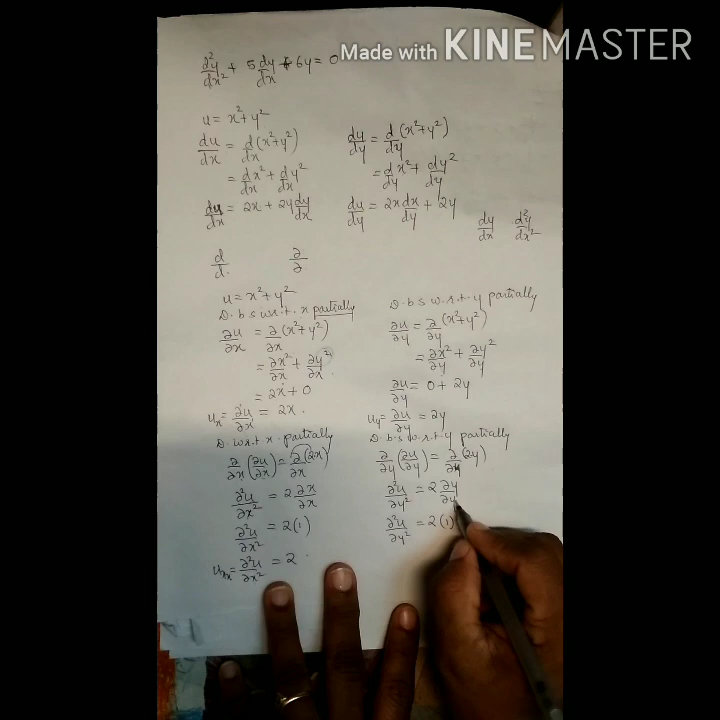 Made with KINEMASTER
∂²y/dx² + 5 dy/dx + 6y = 0
u = x² + y²
du/dx = d/dx (x² + y²)
= d/dx x² + d/dx y²
du/dx = 2x + 2y dy/dx
dy/dy = d/dy (x² + y²)
= d/dy x² + dy²/dy
du/dy = 2x dx/dy + 2y
dy/dx d²y/dx²
d/d. ∂/∂
u = x² + y²
D. b s w.r.t. x partially
∂u/∂x = ∂/∂x (x² + y²)
= ∂x²/∂x + ∂y²/∂x
= 2x + 0
uₓ = ∂u/∂x = 2x.
D. w.r.t x partially
∂/∂x (∂u/∂x) = ∂/∂x (2x)
∂²u/∂x² = 2 ∂x/∂x
∂²u/∂x² = 2(1)
uₓₓ = ∂²u/∂x² = 2.
D. b s w.r.t y partially
∂u/∂y = ∂/∂y (x² + y²)
= ∂x²/∂y + ∂y²/∂y
∂u/∂y = 0 + 2y
u_y = ∂u/∂y = 2y
D. b s w.r.t y partially
∂/∂y (∂u/∂y) = ∂/∂y (2y)
∂²u/∂y² = 2 ∂y/∂y
∂²u/∂y² = 2(1)